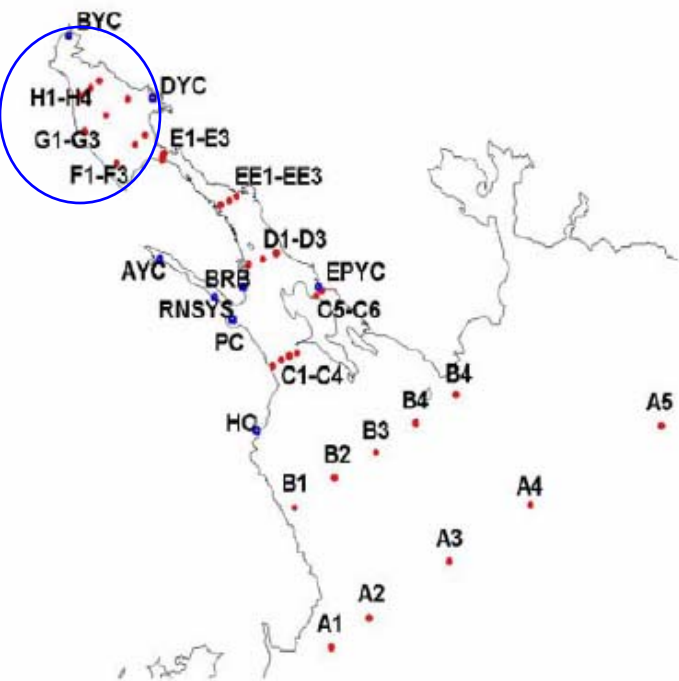 BYC
DYC
H1-H4
G1-G3
E1-E3
F1-F3
EE1-EE3
D1-D3
AYC
BRB
EPYC
RNSYS
C5-C6
PC
C1-C4
B4
B4
A5
HC
B3
B2
B1
A4
A3
A2
A1